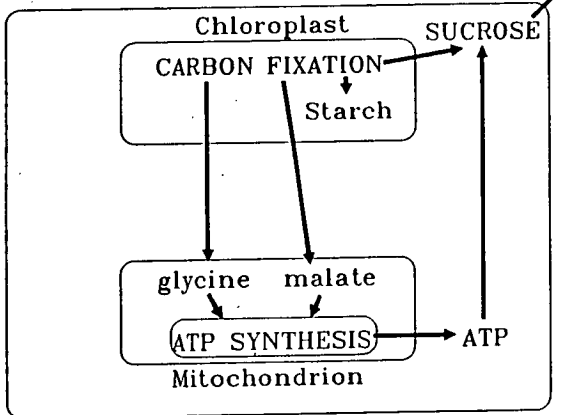 Chloroplast
SUCROSE
CARBON FIXATION
Starch
glycine malate
ATP SYNTHESIS
ATP
Mitochondrion